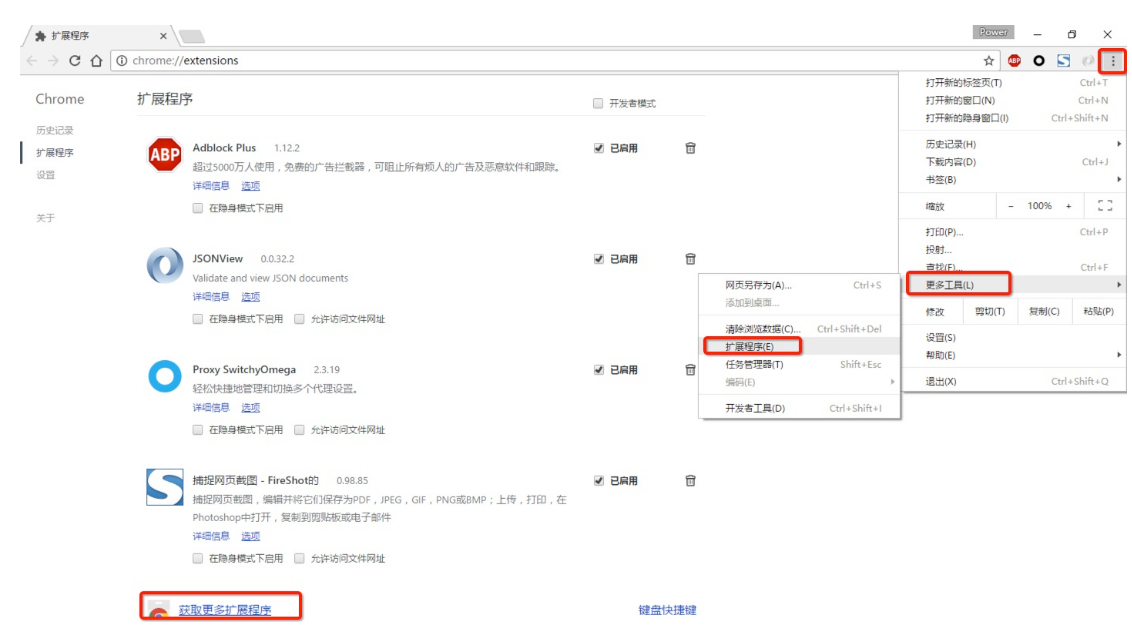 扩展程序
Power
chrome://extensions
ABP
S
Chrome
扩展程序
开发者模式
历史记录
扩展程序
设置
关于
ABP
Adblock Plus 1.12.2
已启用
超过5000万人使用，免费的广告拦截器，可阻止所有烦人的广告及恶意软件和跟踪。
详细信息 选项
在隐身模式下启用
JSONView 0.0.32.2
已启用
Validate and view JSON documents
详细信息 选项
在隐身模式下启用 允许访问文件网址
Proxy SwitchyOmega 2.3.19
已启用
轻松快捷地管理和切换多个代理设置。
详细信息 选项
在隐身模式下启用 允许访问文件网址
S
捕捉网页截图 - FireShot的 0.98.85
已启用
捕捉网页截图，编辑并将它们保存为PDF，JPEG，GIF，PNG或BMP；上传，打印，在
Photoshop中打开，复制到剪贴板或电子邮件
详细信息 选项
在隐身模式下启用 允许访问文件网址
获取更多扩展程序
键盘快捷键
打开新的标签页(T) Ctrl+T
打开新的窗口(N) Ctrl+N
打开新的隐身窗口(I) Ctrl+Shift+N
历史记录(H)
下载内容(D) Ctrl+J
书签(B)
缩放 - 100% +
打印(P)... Ctrl+P
投射...
查找(F)... Ctrl+F
更多工具(L)
修改 剪切(T) 复制(C) 粘贴(P)
设置(S)
帮助(E)
退出(X) Ctrl+Shift+Q
网页另存为(A)... Ctrl+S
添加到桌面...
清除浏览数据(C)... Ctrl+Shift+Del
扩展程序(E)
任务管理器(T) Shift+Esc
编码(E)
开发者工具(D) Ctrl+Shift+I